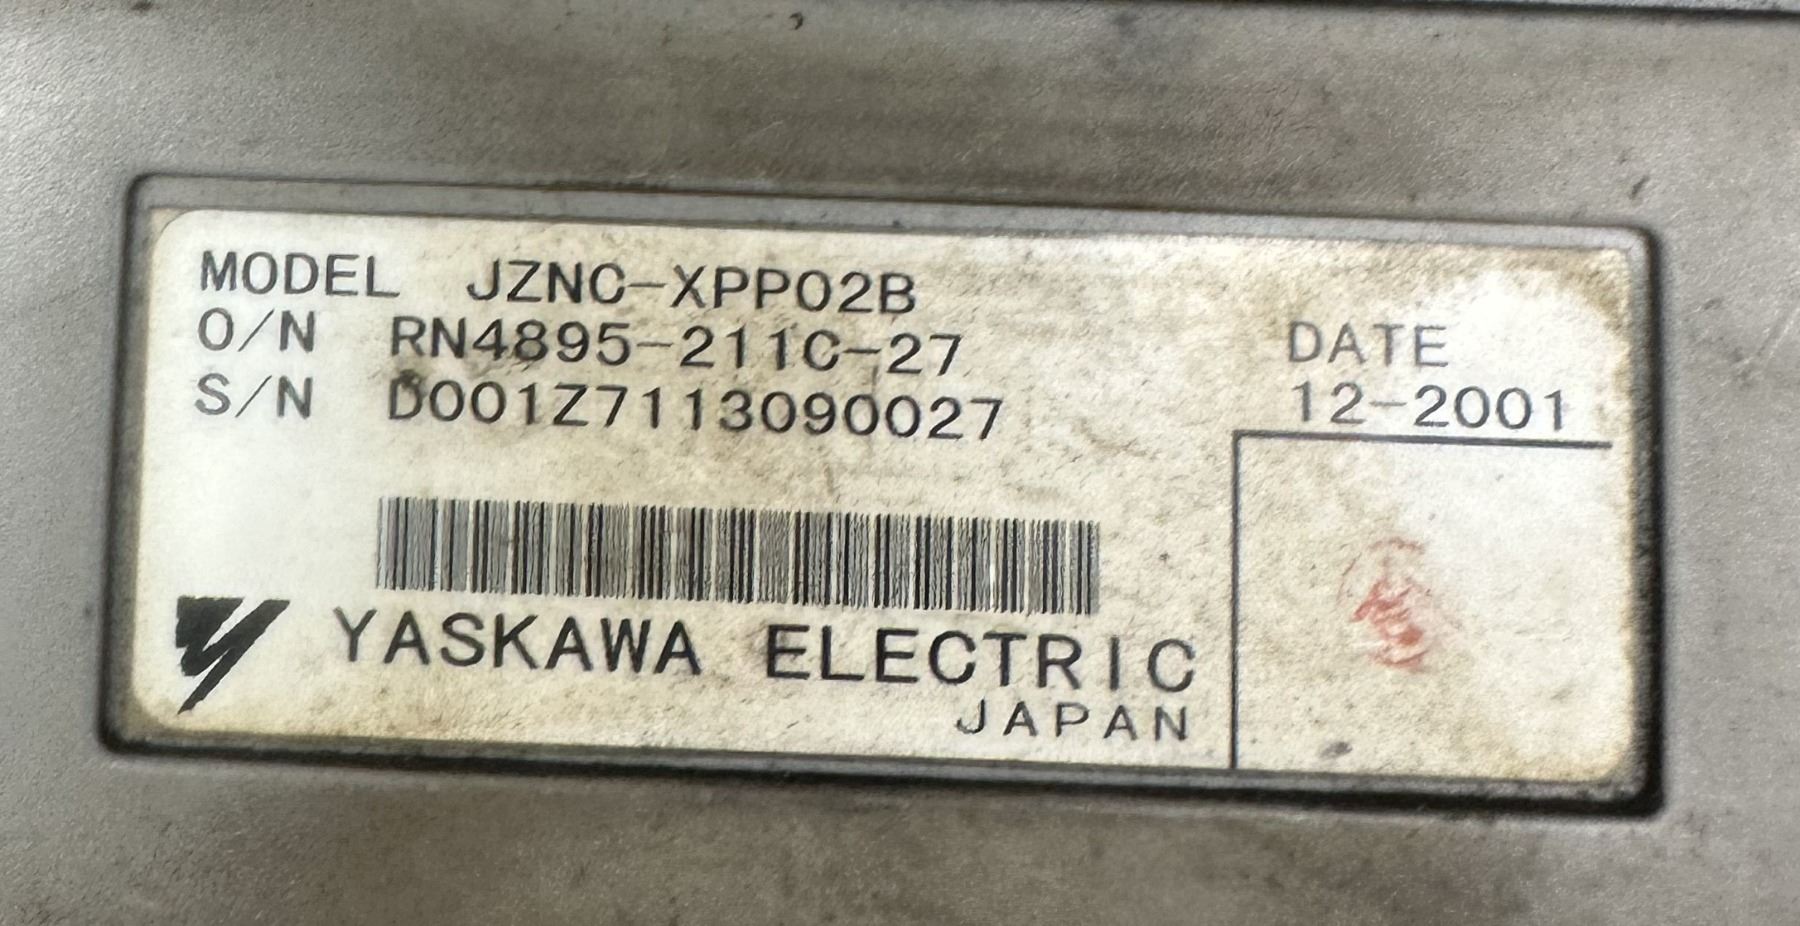 MODEL JZNC-XPP02B
O/N RN4895-211C-27
S/N D001Z7113090027
DATE
12-2001
YASKAWA ELECTRIC
JAPAN